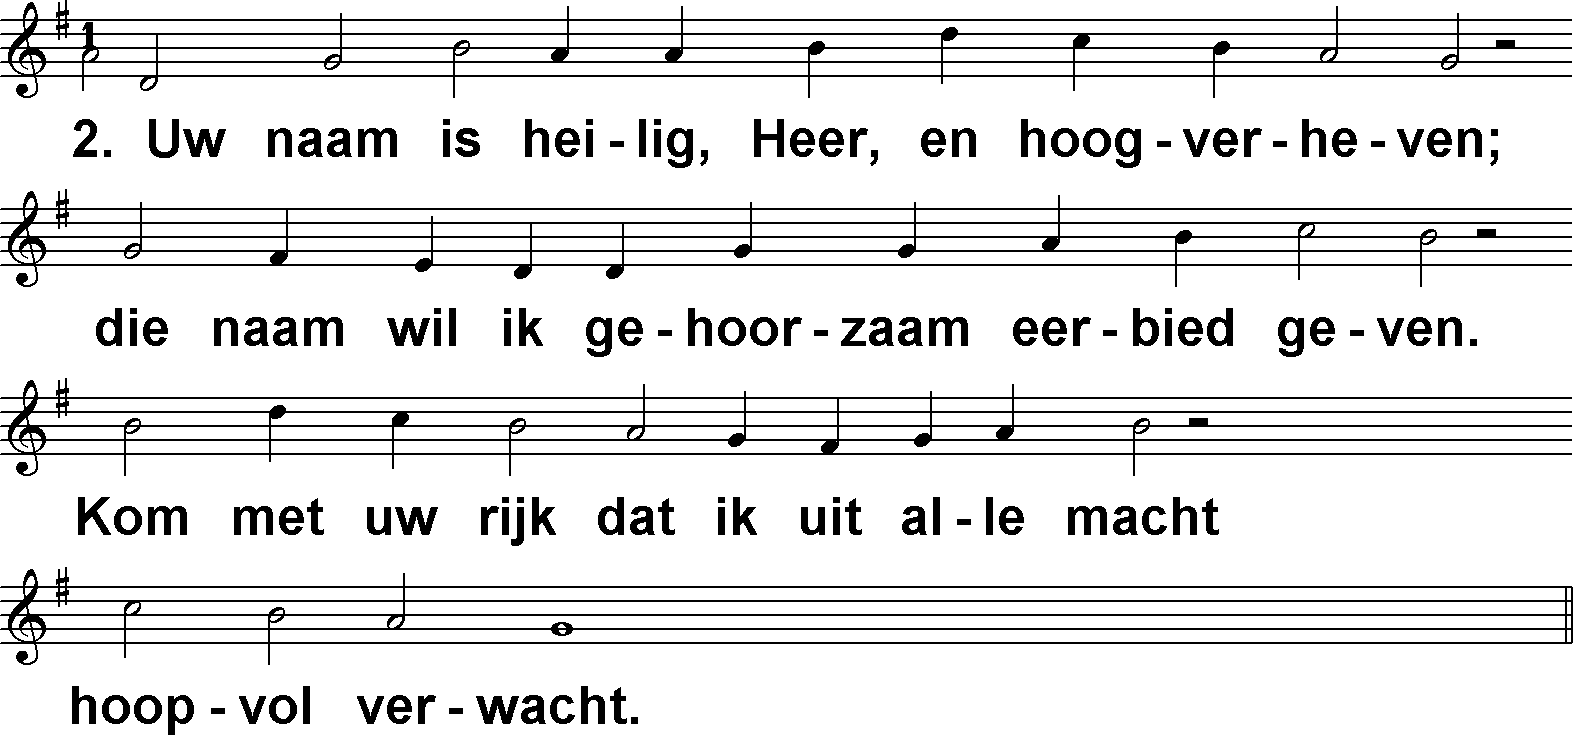 1
2. Uw naam is hei - lig, Heer, en hoog - ver - he - ven;
die naam wil ik ge - hoor - zaam eer - bied ge - ven.
Kom met uw rijk dat ik uit al - le macht
hoop - vol ver - wacht.